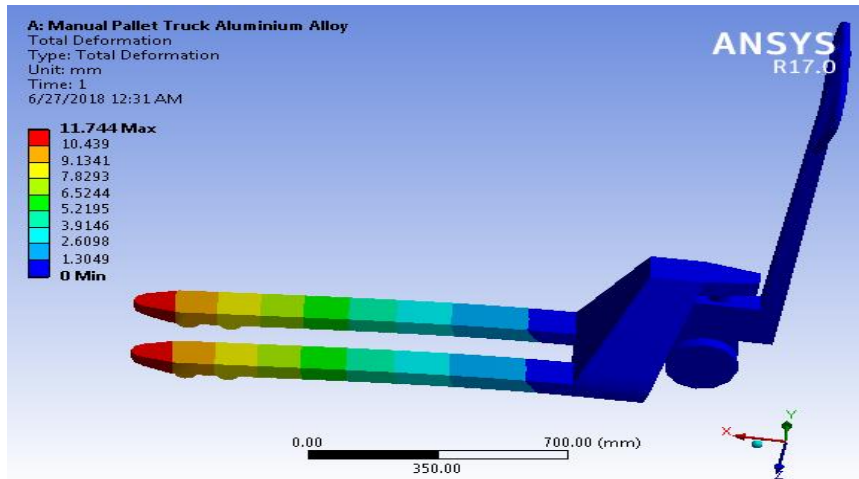 A: Manual Pallet Truck Aluminium Alloy
Total Deformation
Type: Total Deformation
Unit: mm
Time: 1
6/27/2018 12:31 AM
11.744 Max
10.439
9.1341
7.8293
6.5244
5.2195
3.9146
2.6098
1.3049
0 Min
ANSYS
R17.0
0.00 700.00 (mm)
350.00
Y
X
Z